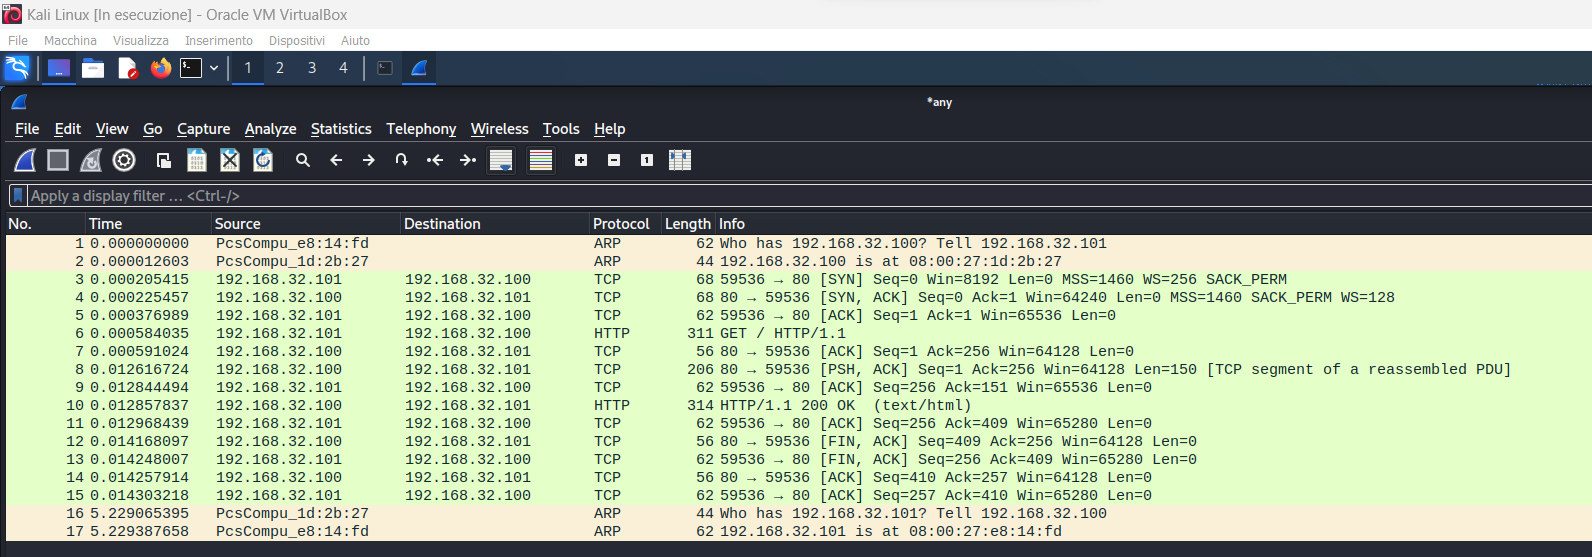 Kali Linux [In esecuzione] - Oracle VM VirtualBox
File Macchina Visualizza Inserimento Dispositivi Aiuto
1 2 3 4
*any
File Edit View Go Capture Analyze Statistics Telephony Wireless Tools Help
Apply a display filter ... <Ctrl-/>
No. Time Source Destination Protocol Length Info
1 0.000000000 PcsCompu_e8:14:fd ARP 62 Who has 192.168.32.100? Tell 192.168.32.101
2 0.000012603 PcsCompu_1d:2b:27 ARP 44 192.168.32.100 is at 08:00:27:1d:2b:27
3 0.000205415 192.168.32.101 192.168.32.100 TCP 68 59536 → 80 [SYN] Seq=0 Win=8192 Len=0 MSS=1460 WS=256 SACK_PERM
4 0.000225457 192.168.32.100 192.168.32.101 TCP 68 80 → 59536 [SYN, ACK] Seq=0 Ack=1 Win=64240 Len=0 MSS=1460 SACK_PERM WS=128
5 0.000376989 192.168.32.101 192.168.32.100 TCP 62 59536 → 80 [ACK] Seq=1 Ack=1 Win=65536 Len=0
6 0.000584035 192.168.32.101 192.168.32.100 HTTP 311 GET / HTTP/1.1
7 0.000591024 192.168.32.100 192.168.32.101 TCP 56 80 → 59536 [ACK] Seq=1 Ack=256 Win=64128 Len=0
8 0.012616724 192.168.32.100 192.168.32.101 TCP 206 80 → 59536 [PSH, ACK] Seq=1 Ack=256 Win=64128 Len=150 [TCP segment of a reassembled PDU]
9 0.012844494 192.168.32.101 192.168.32.100 TCP 62 59536 → 80 [ACK] Seq=256 Ack=151 Win=65536 Len=0
10 0.012857837 192.168.32.100 192.168.32.101 HTTP 314 HTTP/1.1 200 OK (text/html)
11 0.012968439 192.168.32.101 192.168.32.100 TCP 62 59536 → 80 [ACK] Seq=256 Ack=409 Win=65280 Len=0
12 0.014168097 192.168.32.100 192.168.32.101 TCP 56 80 → 59536 [FIN, ACK] Seq=409 Ack=256 Win=64128 Len=0
13 0.014248007 192.168.32.101 192.168.32.100 TCP 62 59536 → 80 [FIN, ACK] Seq=256 Ack=409 Win=65280 Len=0
14 0.014257914 192.168.32.100 192.168.32.101 TCP 56 80 → 59536 [ACK] Seq=410 Ack=257 Win=64128 Len=0
15 0.014303218 192.168.32.101 192.168.32.100 TCP 62 59536 → 80 [ACK] Seq=257 Ack=410 Win=65280 Len=0
16 5.229065395 PcsCompu_1d:2b:27 ARP 44 Who has 192.168.32.101? Tell 192.168.32.100
17 5.229387658 PcsCompu_e8:14:fd ARP 62 192.168.32.101 is at 08:00:27:e8:14:fd